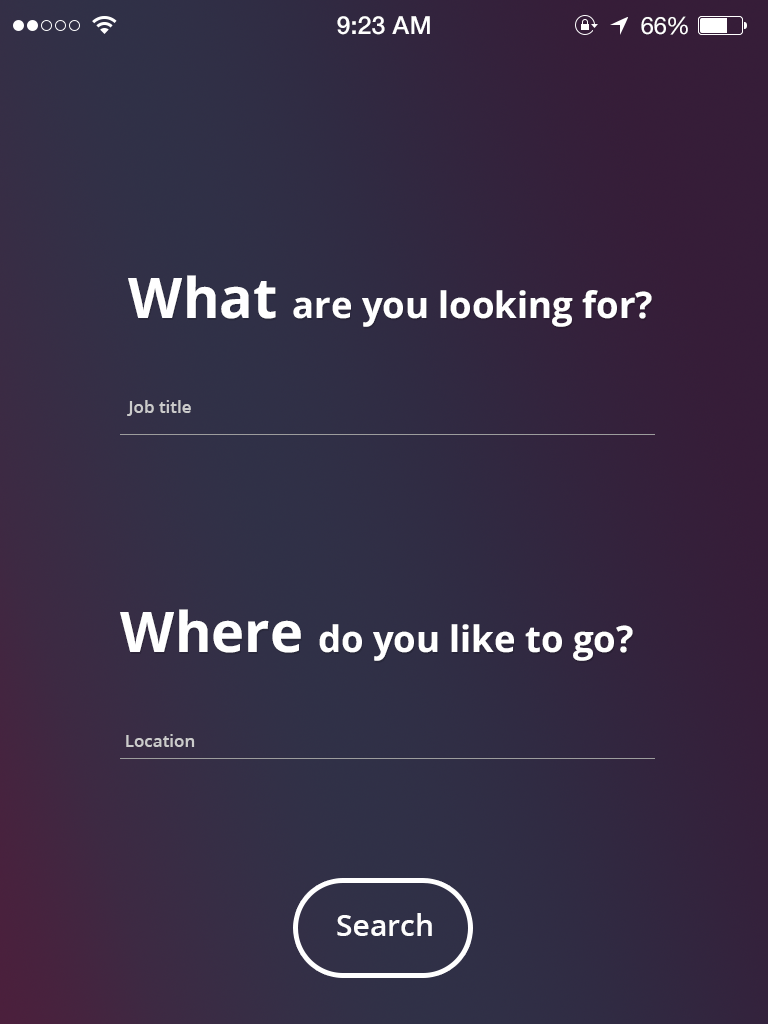 9:23 AM 66%
What are you looking for?
Job title
Where do you like to go?
Location
Search